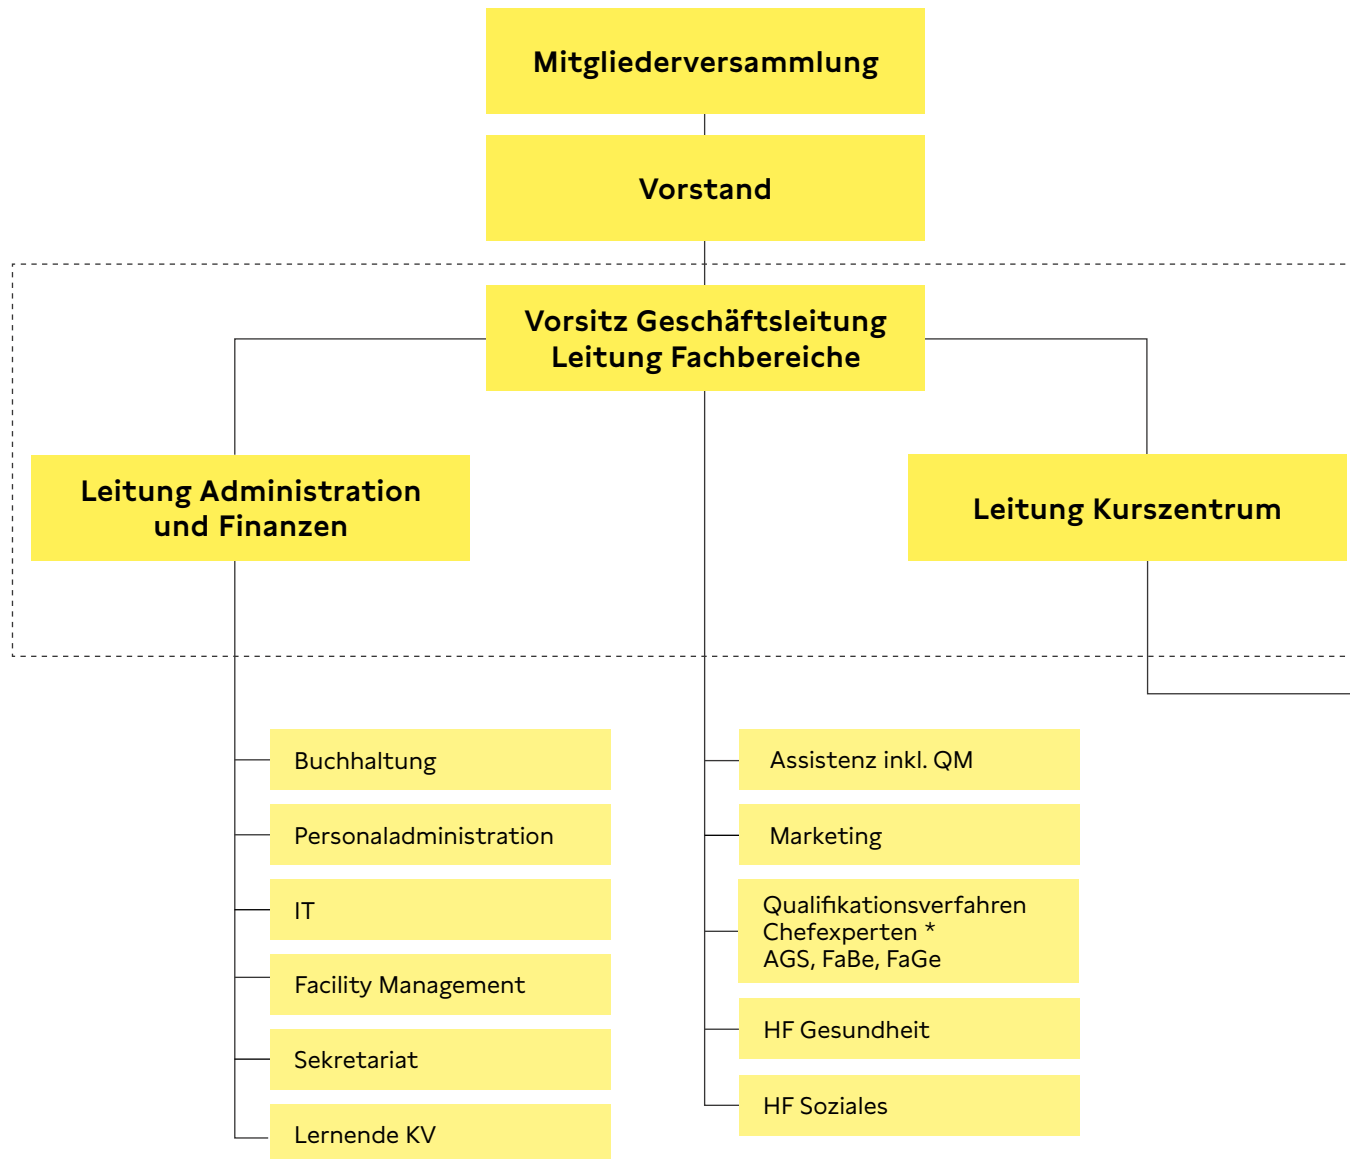 Mitgliederversammlung
Vorstand
Vorsitz Geschäftsleitung
Leitung Fachbereiche
Leitung Administration
und Finanzen
Leitung Kurszentrum
Buchhaltung
Personaladministration
IT
Facility Management
Sekretariat
Lernende KV
Assistenz inkl. QM
Marketing
Qualifikationsverfahren
Chefexperten *
AGS, FaBe, FaGe
HF Gesundheit
HF Soziales